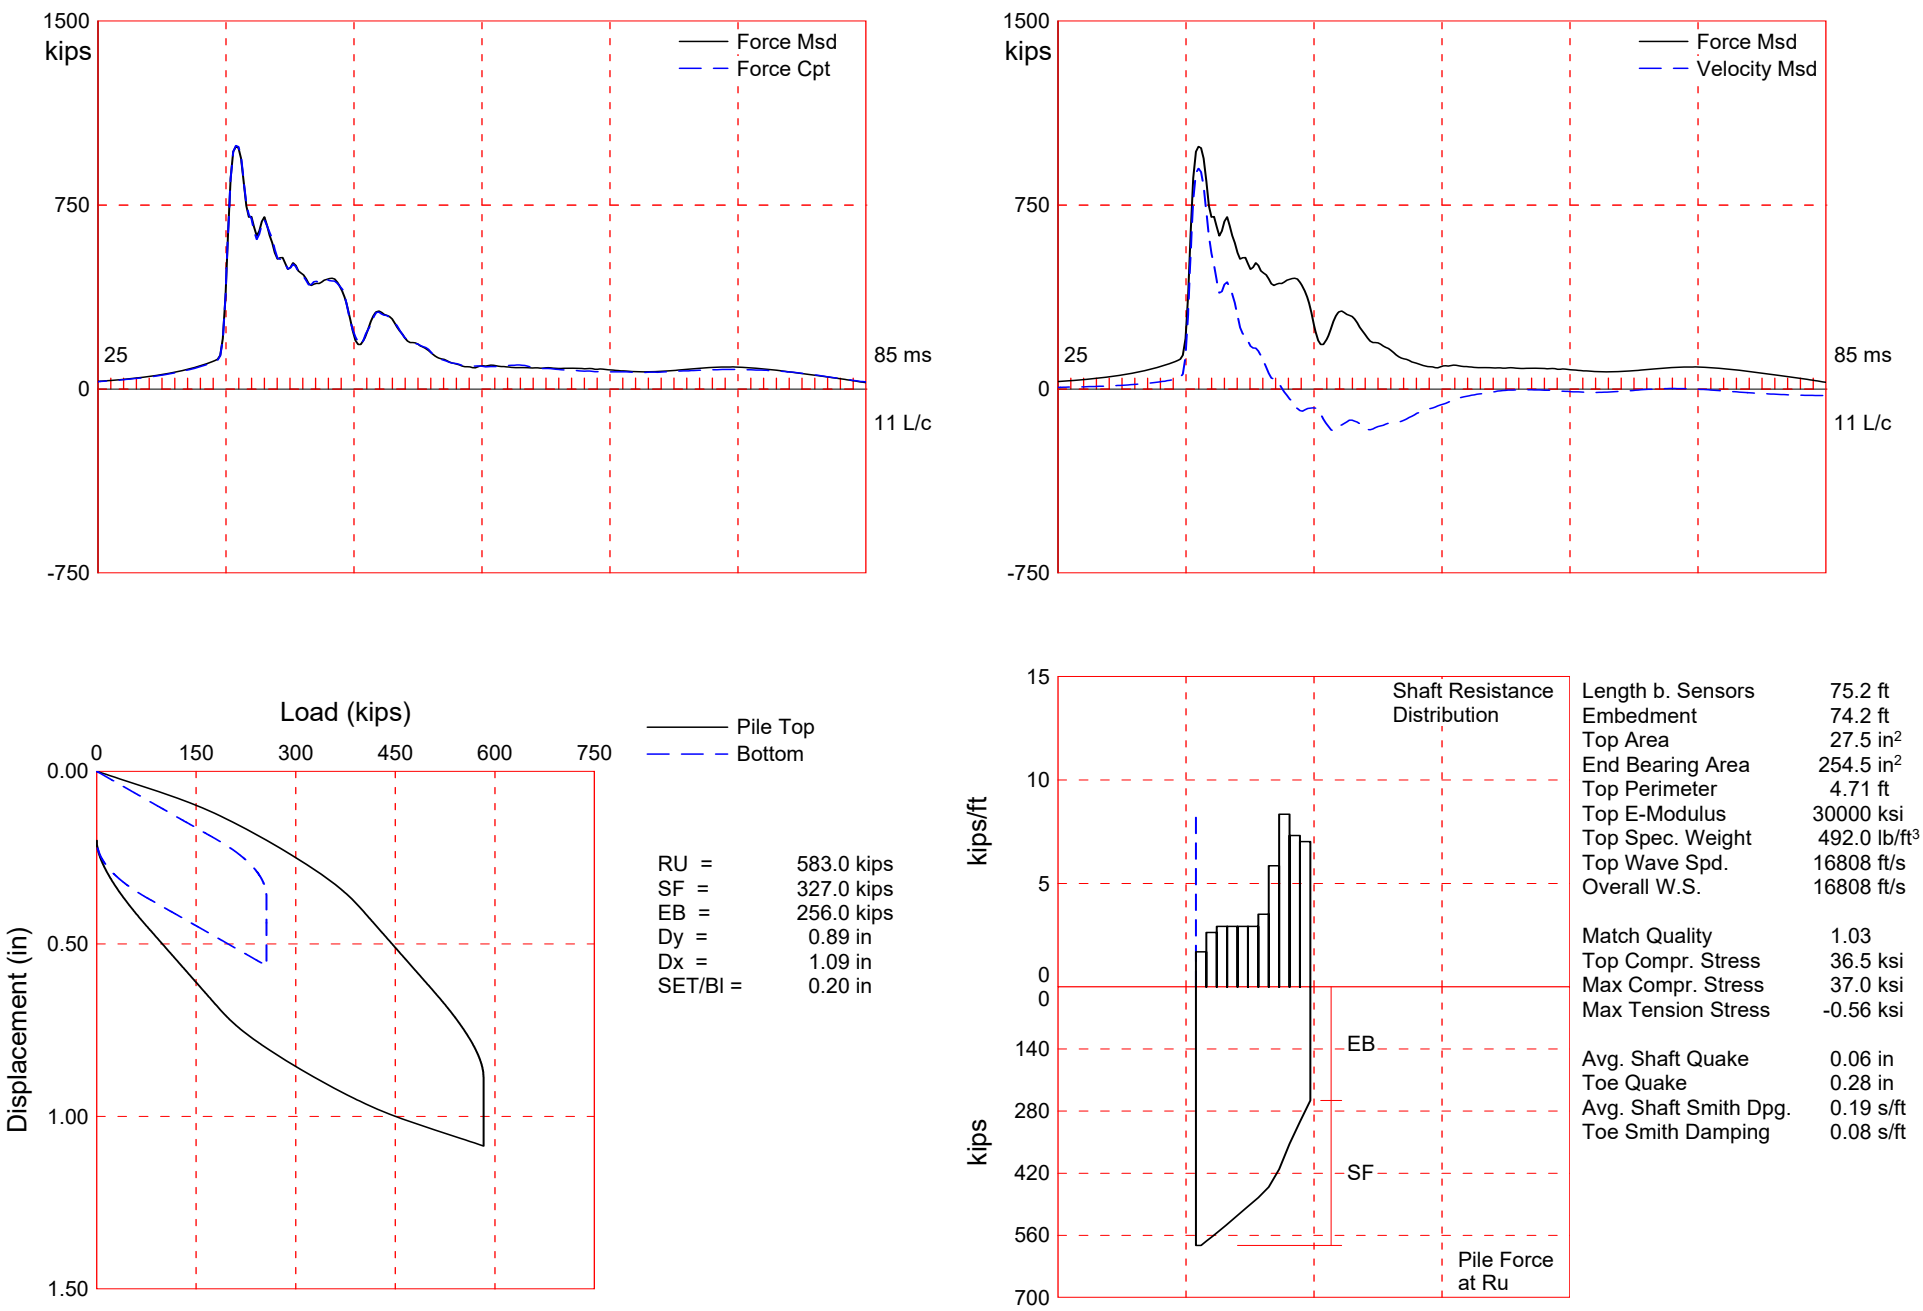 1500
kips
750
0
-750
25
85 ms
11 L/c
Force Msd
Force Cpt
1500
kips
750
0
-750
25
85 ms
11 L/c
Force Msd
Velocity Msd
Load (kips)
0 150 300 450 600 750
0.00
0.50
1.00
1.50
Displacement (in)
Pile Top
Bottom
RU = 583.0 kips
SF = 327.0 kips
EB = 256.0 kips
Dy = 0.89 in
Dx = 1.09 in
SET/Bl = 0.20 in
15
10
5
0
kips/ft
Shaft Resistance
Distribution
0
140
280
420
560
700
kips
EB
SF
Pile Force
at Ru
Length b. Sensors 75.2 ft
Embedment 74.2 ft
Top Area 27.5 in²
End Bearing Area 254.5 in²
Top Perimeter 4.71 ft
Top E-Modulus 30000 ksi
Top Spec. Weight 492.0 lb/ft³
Top Wave Spd. 16808 ft/s
Overall W.S. 16808 ft/s
Match Quality 1.03
Top Compr. Stress 36.5 ksi
Max Compr. Stress 37.0 ksi
Max Tension Stress -0.56 ksi
Avg. Shaft Quake 0.06 in
Toe Quake 0.28 in
Avg. Shaft Smith Dpg. 0.19 s/ft
Toe Smith Damping 0.08 s/ft